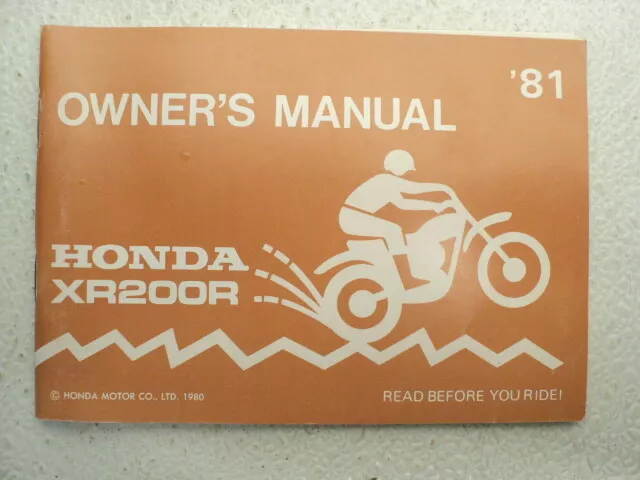 '81
OWNER'S MANUAL
HONDA
XR200R
© HONDA MOTOR CO., LTD. 1980
READ BEFORE YOU RIDE!